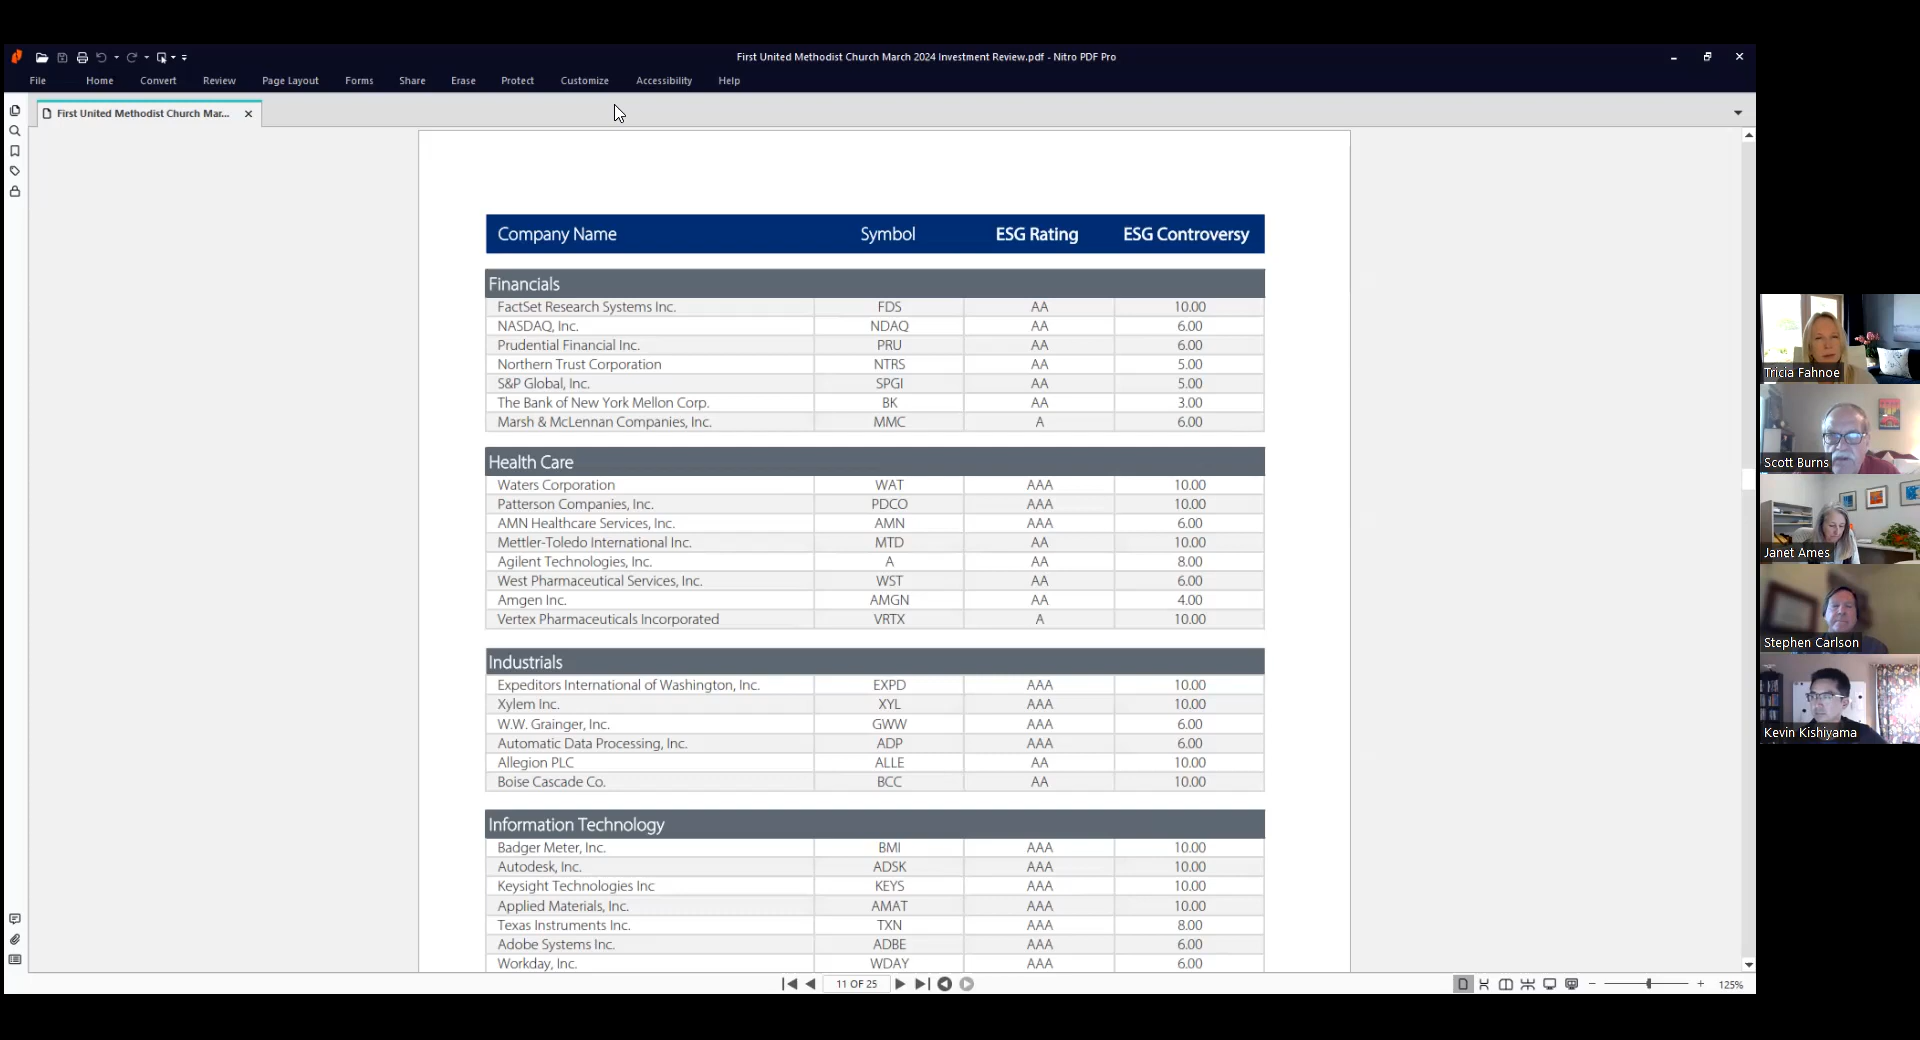 First United Methodist Church March 2024 Investment Review.pdf - Nitro PDF Pro
File Home Convert Review Page Layout Forms Share Erase Protect Customize Accessibility Help
First United Methodist Church Mar...
Company Name Symbol ESG Rating ESG Controversy
Financials
FactSet Research Systems Inc. FDS AA 10.00
NASDAQ, Inc. NDAQ AA 6.00
Prudential Financial Inc. PRU AA 6.00
Northern Trust Corporation NTRS AA 5.00
S&P Global, Inc. SPGI AA 5.00
The Bank of New York Mellon Corp. BK AA 3.00
Marsh & McLennan Companies, Inc. MMC A 6.00
Health Care
Waters Corporation WAT AAA 10.00
Patterson Companies, Inc. PDCO AAA 10.00
AMN Healthcare Services, Inc. AMN AAA 6.00
Mettler-Toledo International Inc. MTD AA 10.00
Agilent Technologies, Inc. A AA 8.00
West Pharmaceutical Services, Inc. WST AA 6.00
Amgen Inc. AMGN AA 4.00
Vertex Pharmaceuticals Incorporated VRTX A 10.00
Industrials
Expeditors International of Washington, Inc. EXPD AAA 10.00
Xylem Inc. XYL AAA 10.00
W.W. Grainger, Inc. GWW AAA 6.00
Automatic Data Processing, Inc. ADP AAA 6.00
Allegion PLC ALLE AA 10.00
Boise Cascade Co. BCC AA 10.00
Information Technology
Badger Meter, Inc. BMI AAA 10.00
Autodesk, Inc. ADSK AAA 10.00
Keysight Technologies Inc KEYS AAA 10.00
Applied Materials, Inc. AMAT AAA 10.00
Texas Instruments Inc. TXN AAA 8.00
Adobe Systems Inc. ADBE AAA 6.00
Workday, Inc. WDAY AAA 6.00
11 OF 25
125%
Tricia Fahnoe
Scott Burns
Janet Ames
Stephen Carlson
Kevin Kishiyama